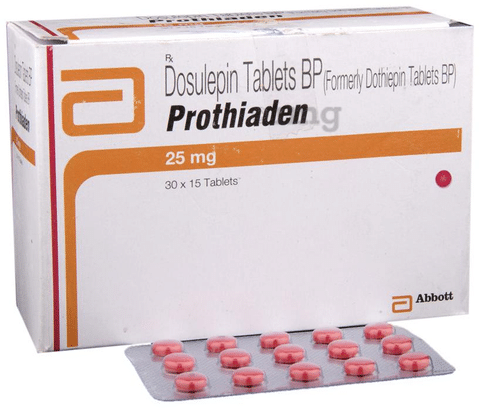 Rx
Dosulepin Tablets BP (Formerly Dothiepin Tablets BP)
Prothiaden
25 mg
30 x 15 Tablets
Abbott